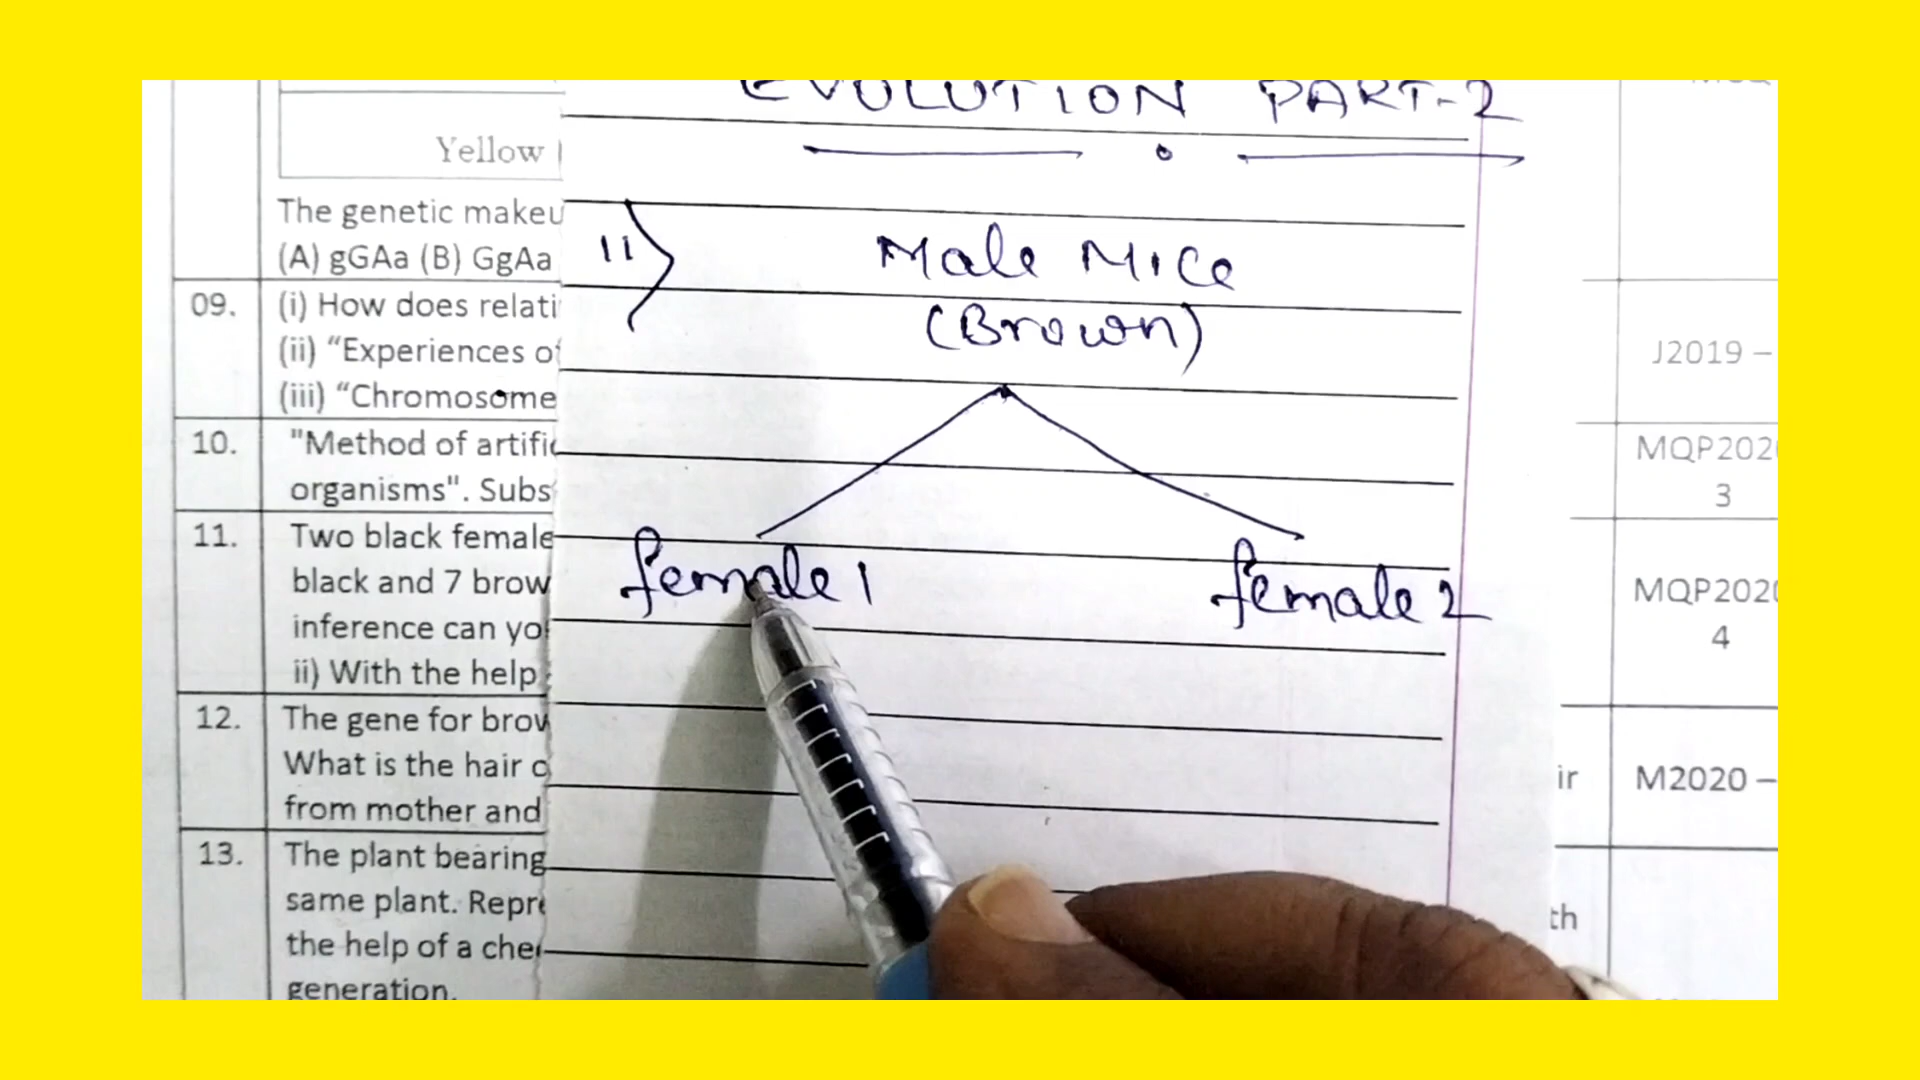 EVOLUTION PART-2
11) Male Mice
(Brown)
female 1 female 2
Yellow
The genetic makeu
(A) gGAa (B) GgAa
09. (i) How does relati
(ii) “Experiences of
(iii) “Chromosome
J2019 –
10. "Method of artific
organisms". Subs
MQP202
3
11. Two black female
black and 7 brow
inference can yo
ii) With the help
MQP2020
4
12. The gene for brow
What is the hair c
from mother and
ir M2020 –
13. The plant bearing
same plant. Repre
the help of a che
generation.
th